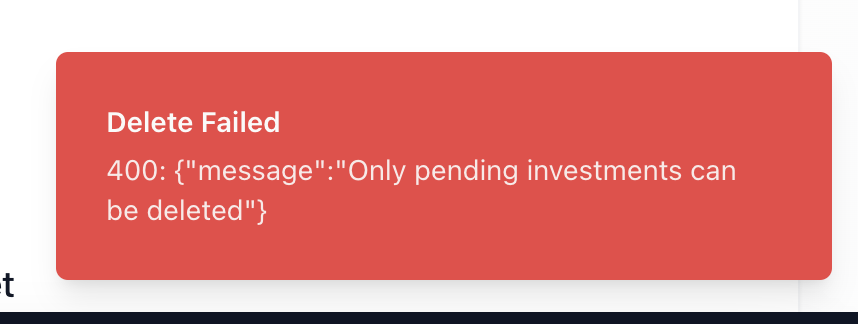 Delete Failed
400: {"message":"Only pending investments can
be deleted"}